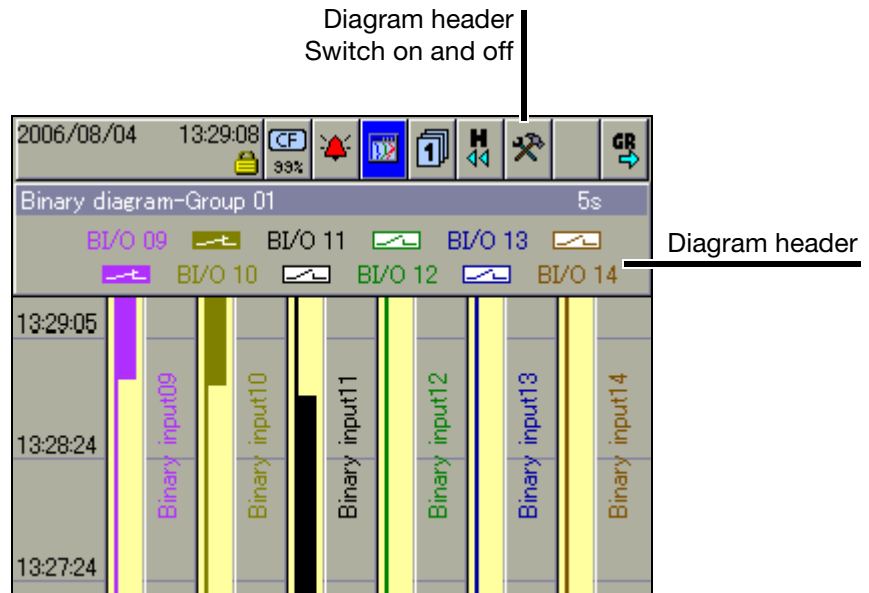 Diagram header
Switch on and off
2006/08/04 13:29:08
CF
99%
1
H
GR
Binary diagram-Group 01 5s
BI/O 09 BI/O 11 BI/O 13
BI/O 10 BI/O 12 BI/O 14
Diagram header
13:29:05
13:28:24
13:27:24
Binary input09
Binary input10
Binary input11
Binary input12
Binary input13
Binary input14